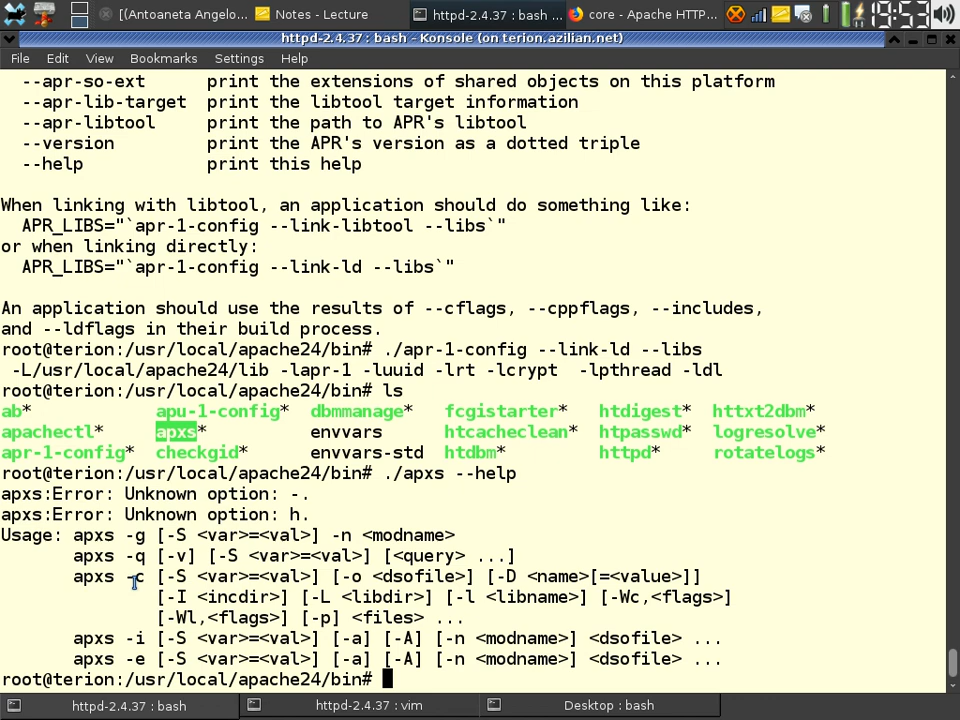 [(Antoaneta Angelo...
Notes - Lecture
httpd-2.4.37 : bash ...
core - Apache HTTP...
18:53
httpd-2.4.37 : bash - Konsole (on terion.azilian.net)
File Edit View Bookmarks Settings Help
--apr-so-ext print the extensions of shared objects on this platform
--apr-lib-target print the libtool target information
--apr-libtool print the path to APR's libtool
--version print the APR's version as a dotted triple
--help print this help
When linking with libtool, an application should do something like:
APR_LIBS="`apr-1-config --link-libtool --libs`"
or when linking directly:
APR_LIBS="`apr-1-config --link-ld --libs`"
An application should use the results of --cflags, --cppflags, --includes,
and --ldflags in their build process.
root@terion:/usr/local/apache24/bin# ./apr-1-config --link-ld --libs
-L/usr/local/apache24/lib -lapr-1 -luuid -lrt -lcrypt -lpthread -ldl
root@terion:/usr/local/apache24/bin# ls
ab* apu-1-config* dbmmanage* fcgistarter* htdigest* httxt2dbm*
apachectl* apxs* envvars htcacheclean* htpasswd* logresolve*
apr-1-config* checkgid* envvars-std htdbm* httpd* rotatelogs*
root@terion:/usr/local/apache24/bin# ./apxs --help
apxs:Error: Unknown option: -.
apxs:Error: Unknown option: h.
Usage: apxs -g [-S <var>=<val>] -n <modname>
apxs -q [-v] [-S <var>=<val>] [<query> ...]
apxs -c [-S <var>=<val>] [-o <dsofile>] [-D <name>[=<value>]]
[-I <incdir>] [-L <libdir>] [-l <libname>] [-Wc,<flags>]
[-Wl,<flags>] [-p] <files> ...
apxs -i [-S <var>=<val>] [-a] [-A] [-n <modname>] <dsofile> ...
apxs -e [-S <var>=<val>] [-a] [-A] [-n <modname>] <dsofile> ...
root@terion:/usr/local/apache24/bin#
httpd-2.4.37 : bash
httpd-2.4.37 : vim
Desktop : bash